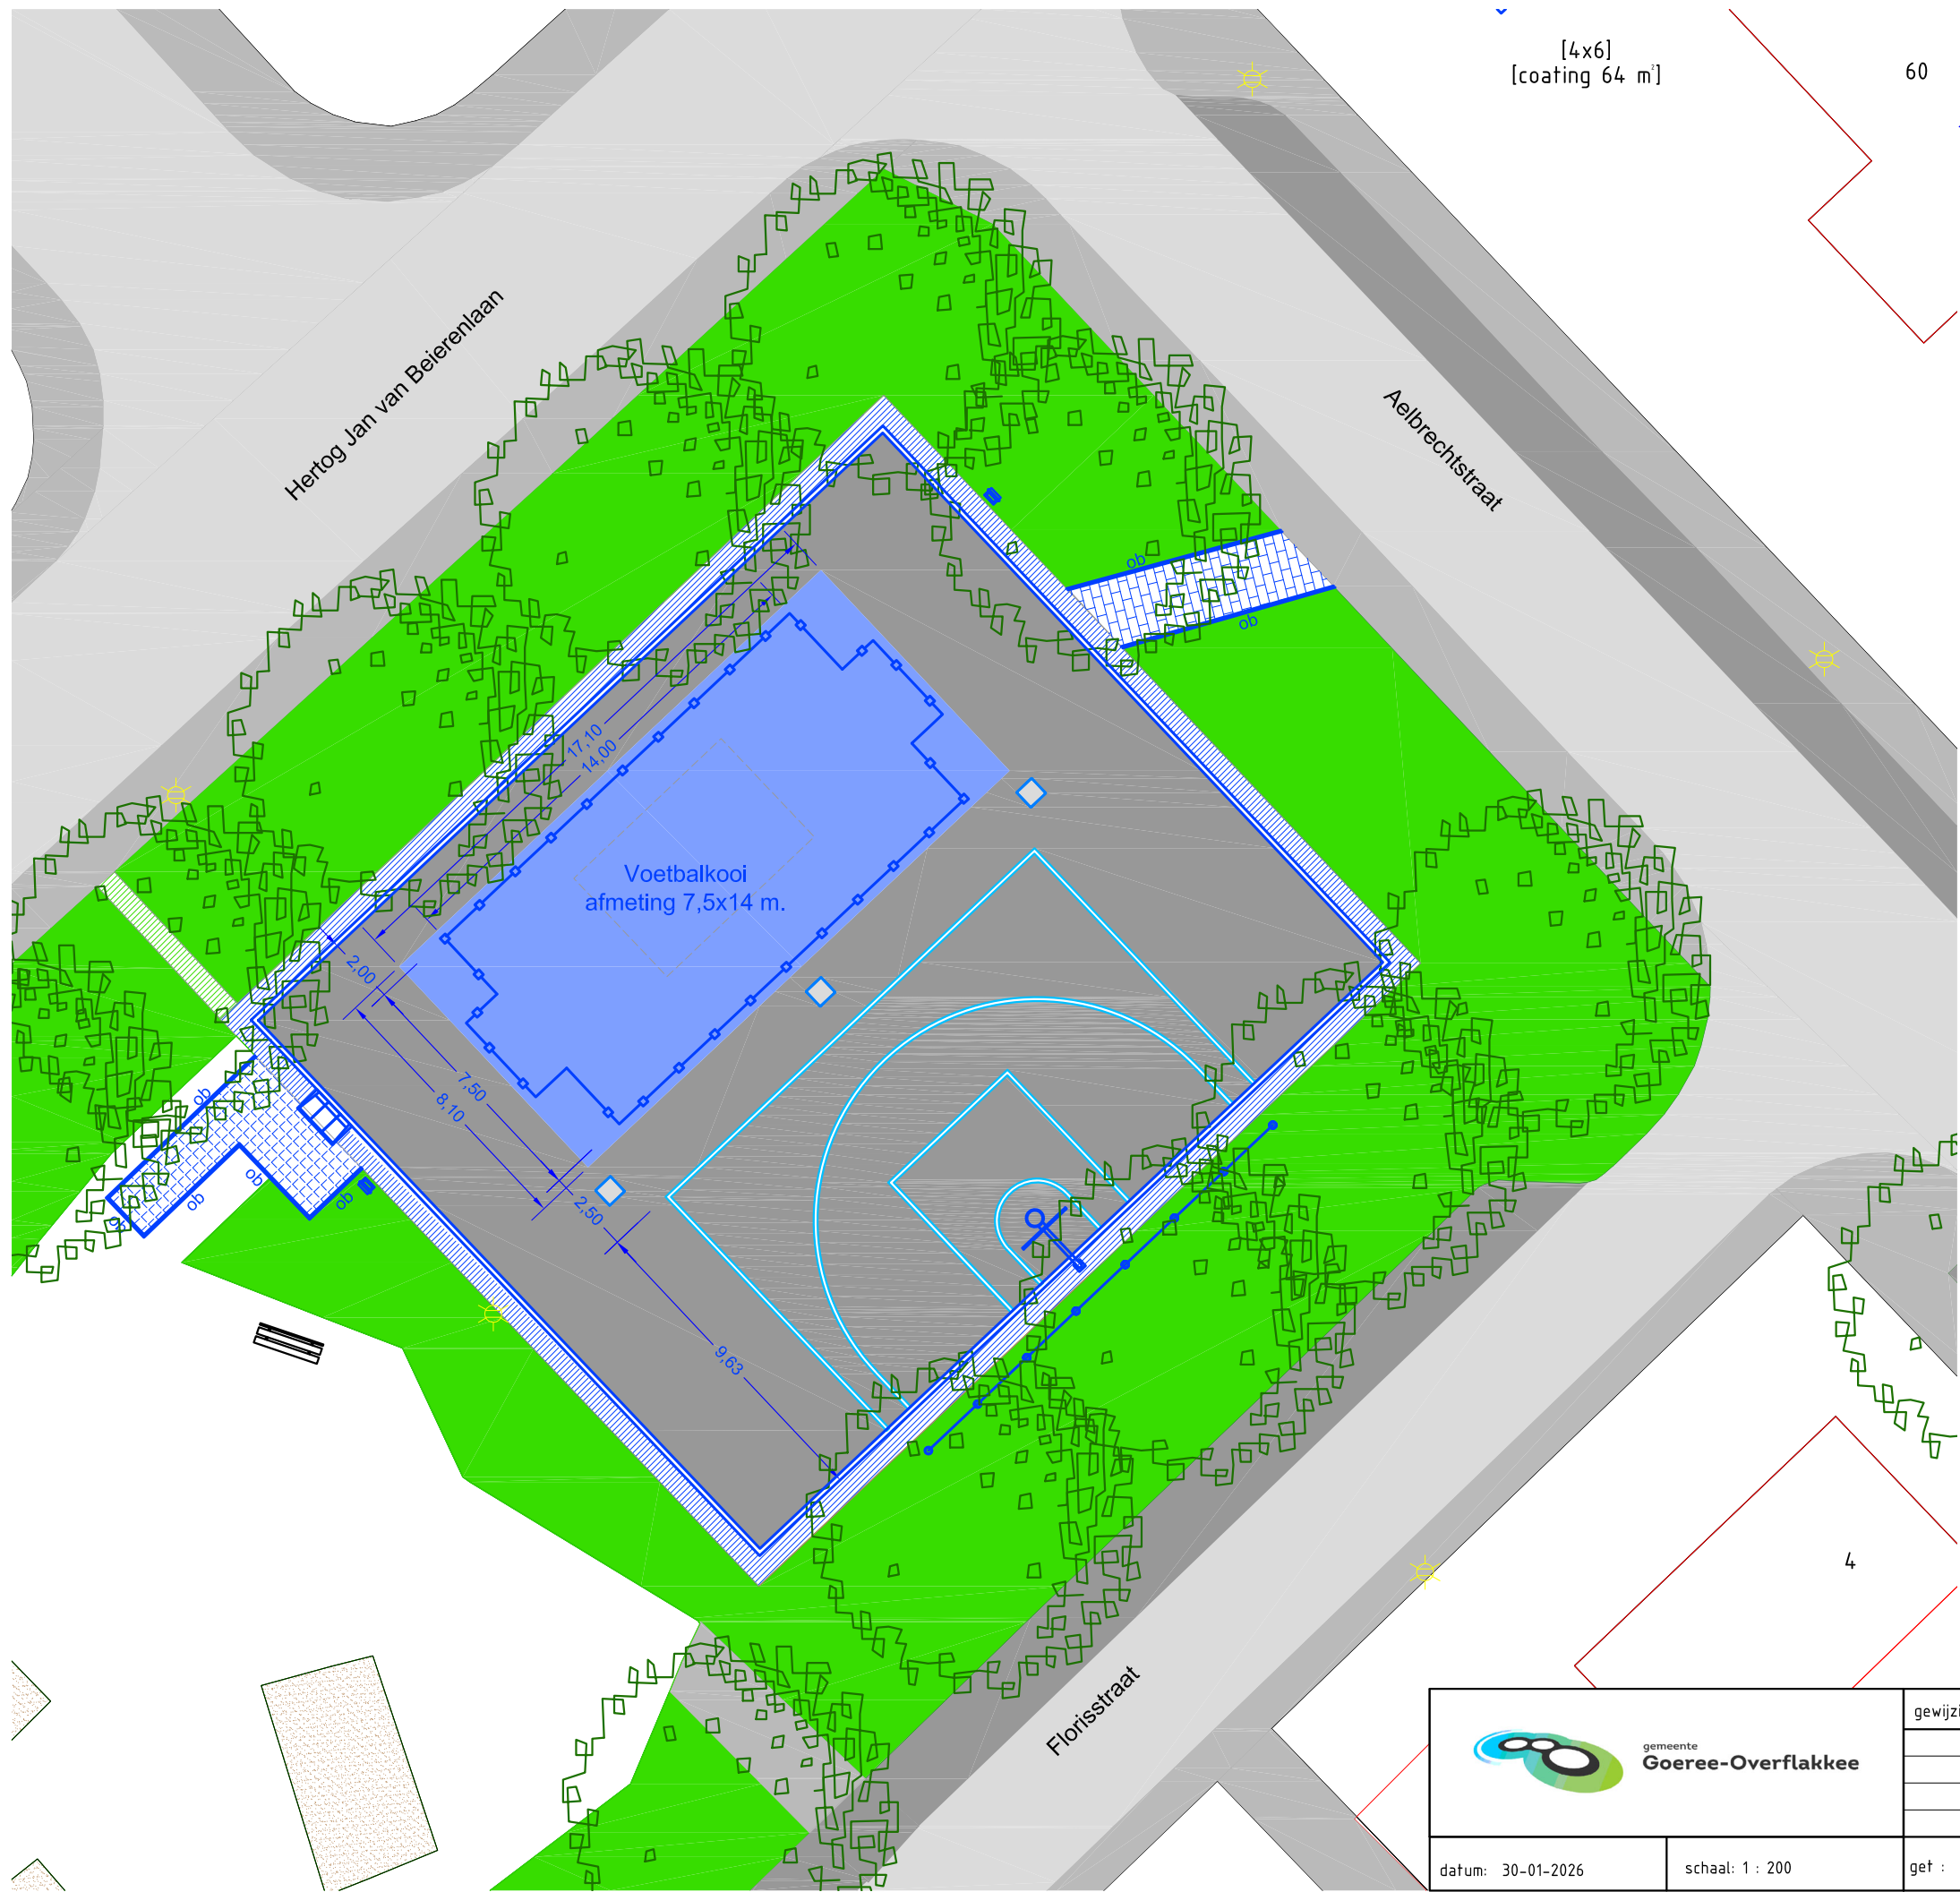 [4x6]
[coating 64 m²]
60
Hertog Jan van Beierenlaan
Aelbrechtstraat
ob
ob
17,10
14,00
Voetbalkooi
afmeting 7,5x14 m.
2,00
7,50
8,10
ob
ob
ob
ob
ob
2,50
9,63
4
Florisstraat
gemeente
Goeree-Overflakkee
datum: 30-01-2026
schaal: 1 : 200
get :